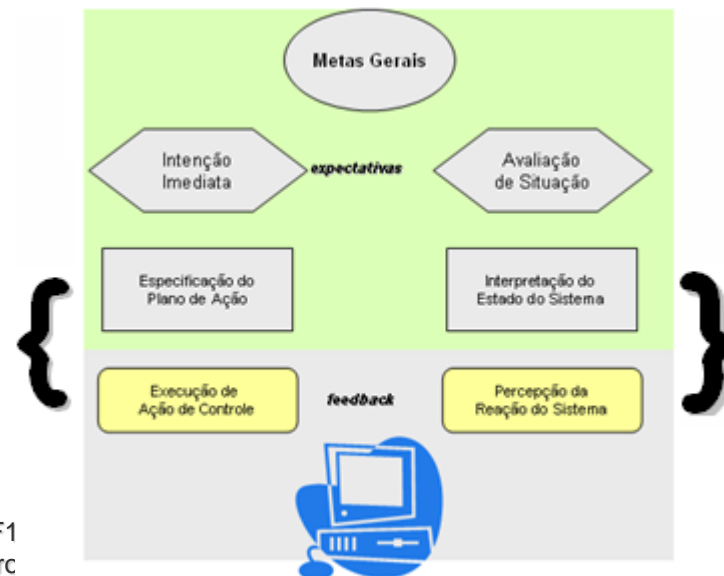 Metas Gerais
Intenção
Imediata
expectativas
Avaliação
de Situação
Especificação do
Plano de Ação
Interpretação do
Estado do Sistema
Execução de
Ação de Controle
feedback
Percepção da
Reação do Sistema